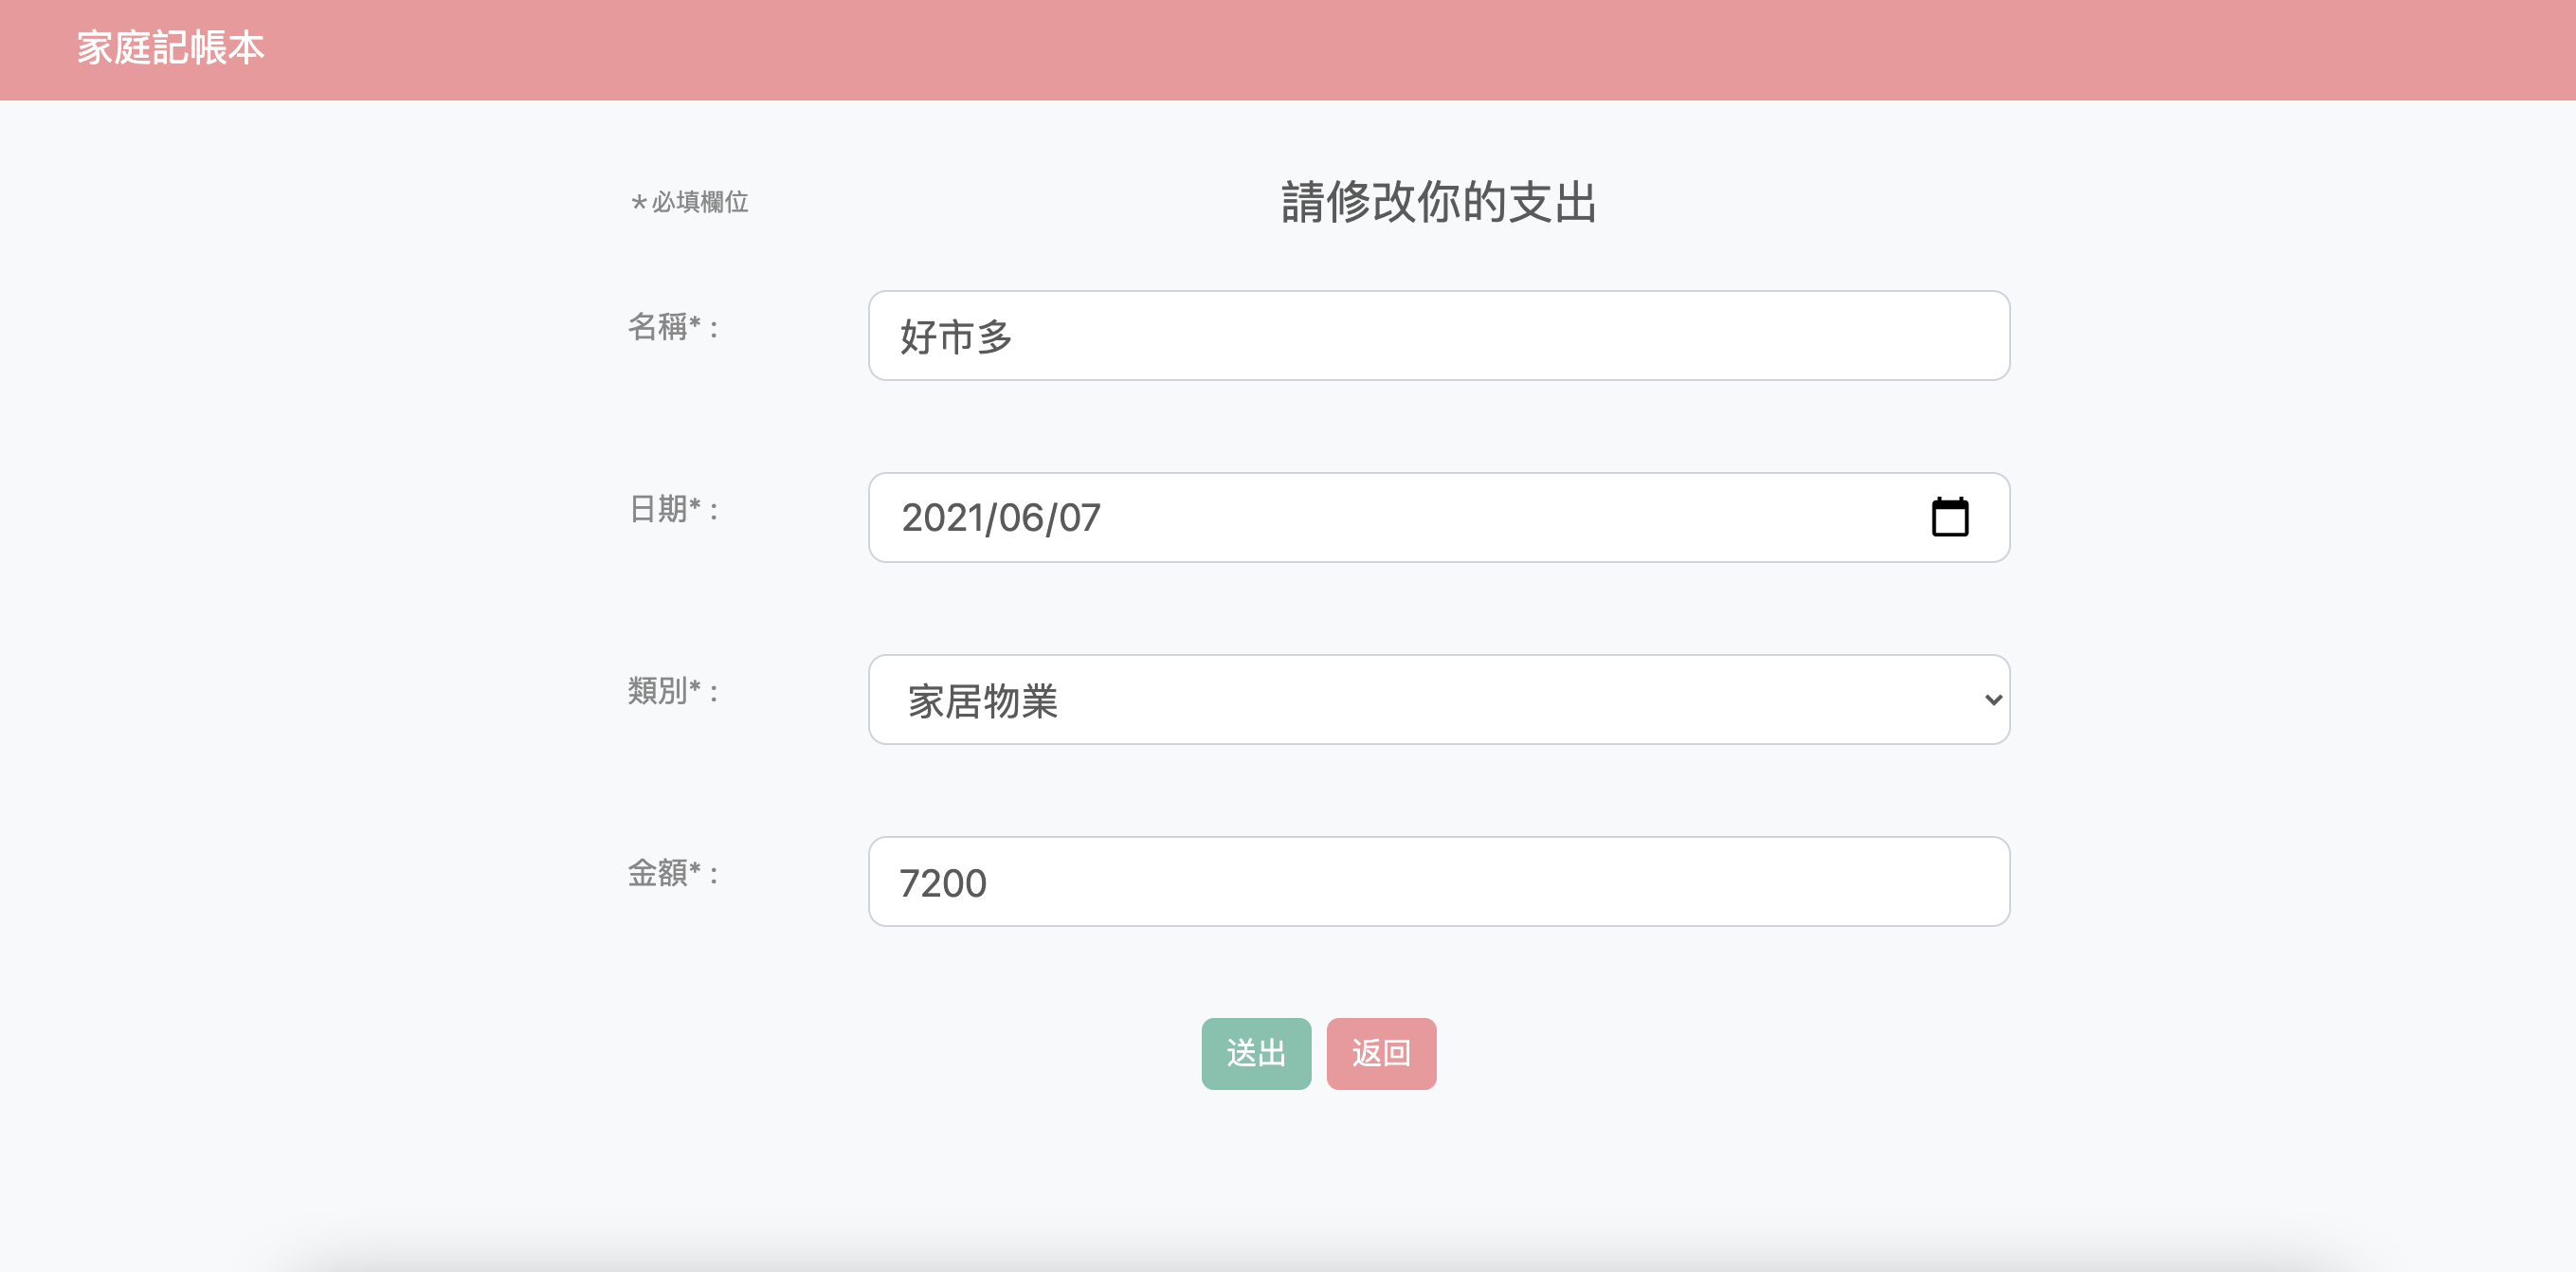 家庭記帳本
*必填欄位
請修改你的支出
名稱* :
好市多
日期* :
2021/06/07
類別* :
家居物業
金額* :
7200
送出
返回